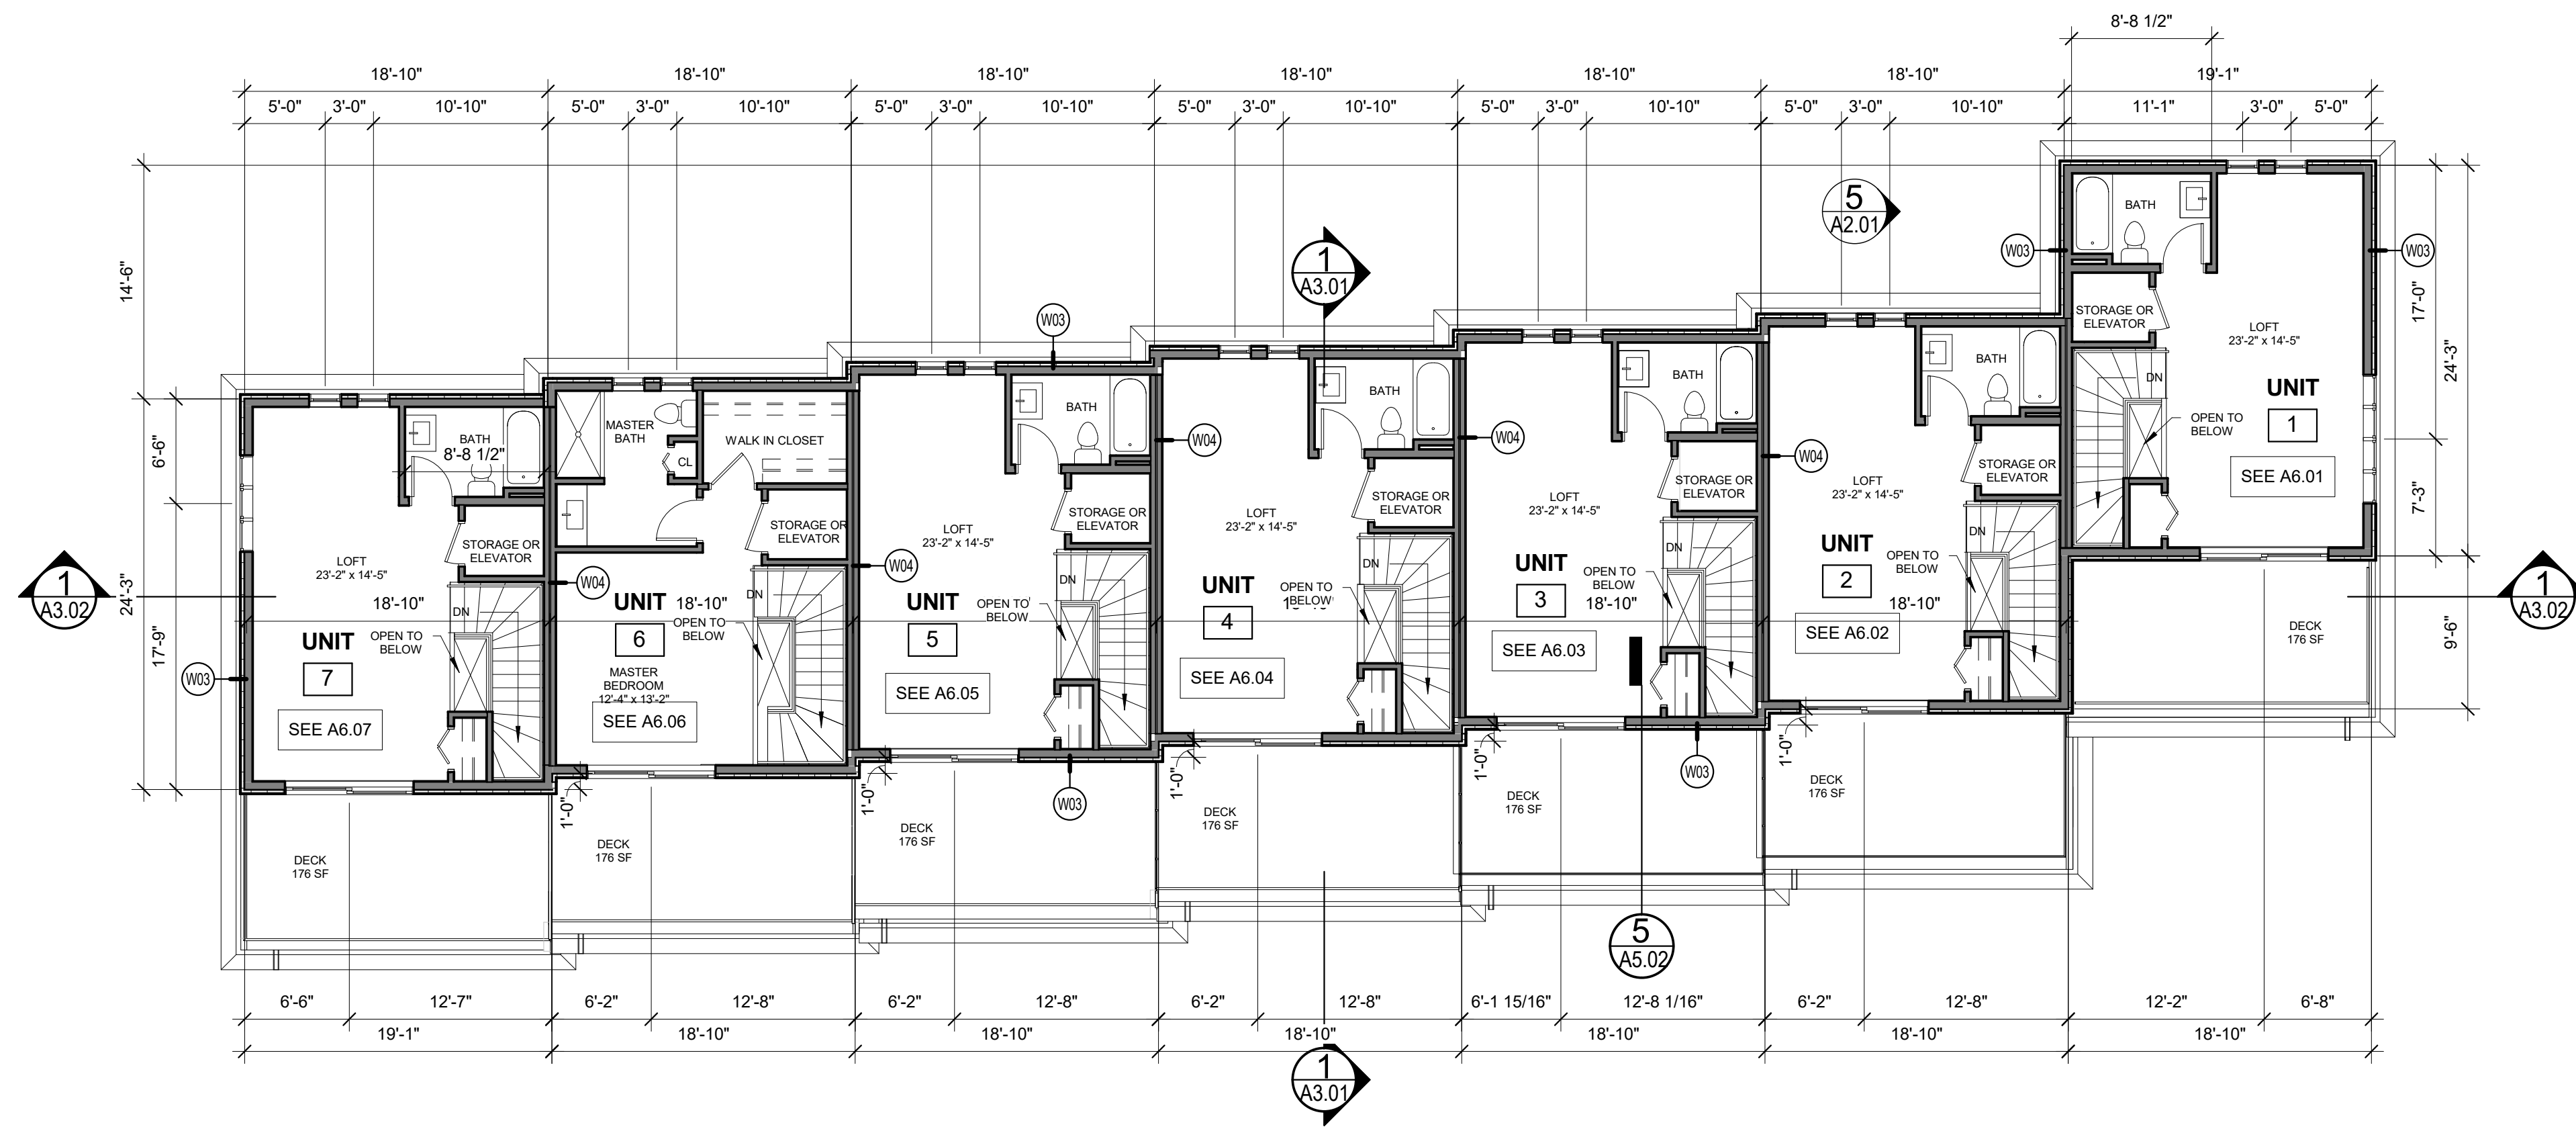 8'-8 1/2"
18'-10" 18'-10" 18'-10" 18'-10" 18'-10" 18'-10" 19'-1"
5'-0" 3'-0" 10'-10" 5'-0" 3'-0" 10'-10" 5'-0" 3'-0" 10'-10" 5'-0" 3'-0" 10'-10" 5'-0" 3'-0" 10'-10" 5'-0" 3'-0" 10'-10" 11'-1" 3'-0" 5'-0"
14'-6"
6'-6"
24'-3"
17'-9"
1
A3.02
W03
BATH
8'-8 1/2"
STORAGE OR
ELEVATOR
LOFT
23'-2" x 14'-5"
18'-10"
DN
OPEN TO
BELOW
UNIT
7
SEE A6.07
DECK
176 SF
W04
MASTER
BATH
CL
WALK IN CLOSET
STORAGE OR
ELEVATOR
UNIT
6
18'-10"
DN
OPEN TO
BELOW
MASTER
BEDROOM
12'-4" x 13'-2"
SEE A6.06
1'-0"
DECK
176 SF
W03
W04
BATH
LOFT
23'-2" x 14'-5"
STORAGE OR
ELEVATOR
DN
OPEN TO
BELOW
UNIT
5
SEE A6.05
1'-0"
W03
DECK
176 SF
1
A3.01
W04
BATH
LOFT
23'-2" x 14'-5"
STORAGE OR
ELEVATOR
DN
OPEN TO
BELOW
UNIT
4
SEE A6.04
1'-0"
DECK
176 SF
W04
BATH
LOFT
23'-2" x 14'-5"
STORAGE OR
ELEVATOR
DN
OPEN TO
BELOW
18'-10"
UNIT
3
SEE A6.03
1'-0"
W03
DECK
176 SF
5
A5.02
5
A2.01
W04
BATH
LOFT
23'-2" x 14'-5"
STORAGE OR
ELEVATOR
DN
OPEN TO
BELOW
18'-10"
UNIT
2
SEE A6.02
1'-0"
DECK
176 SF
W03
BATH
STORAGE OR
ELEVATOR
LOFT
23'-2" x 14'-5"
DN
OPEN TO
BELOW
UNIT
1
SEE A6.01
DECK
176 SF
W03
17'-0"
24'-3"
7'-3"
9'-6"
1
A3.02
6'-6" 12'-7" 6'-2" 12'-8" 6'-2" 12'-8" 6'-2" 12'-8" 6'-1 15/16" 12'-8 1/16" 6'-2" 12'-8" 12'-2" 6'-8"
19'-1" 18'-10" 18'-10" 18'-10" 18'-10" 18'-10" 18'-10"
1
A3.01